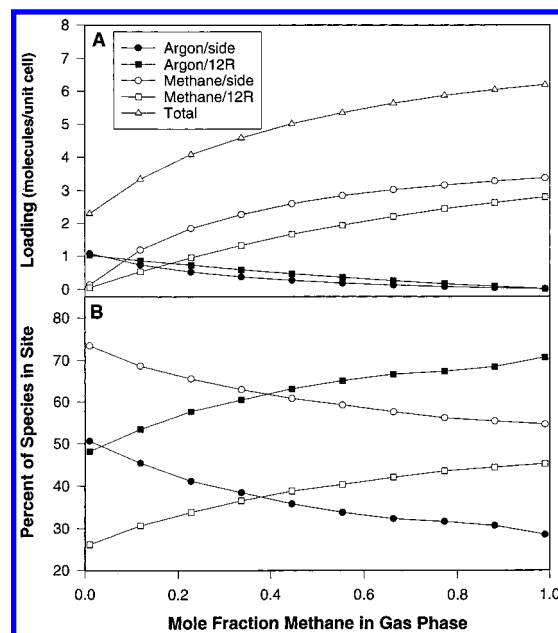 A
Argon/side
Argon/12R
Methane/side
Methane/12R
Total
Loading (molecules/unit cell)
8
7
6
5
4
3
2
1
0
B
Percent of Species in Site
70
60
50
40
30
20
0.0 0.2 0.4 0.6 0.8 1.0
Mole Fraction Methane in Gas Phase